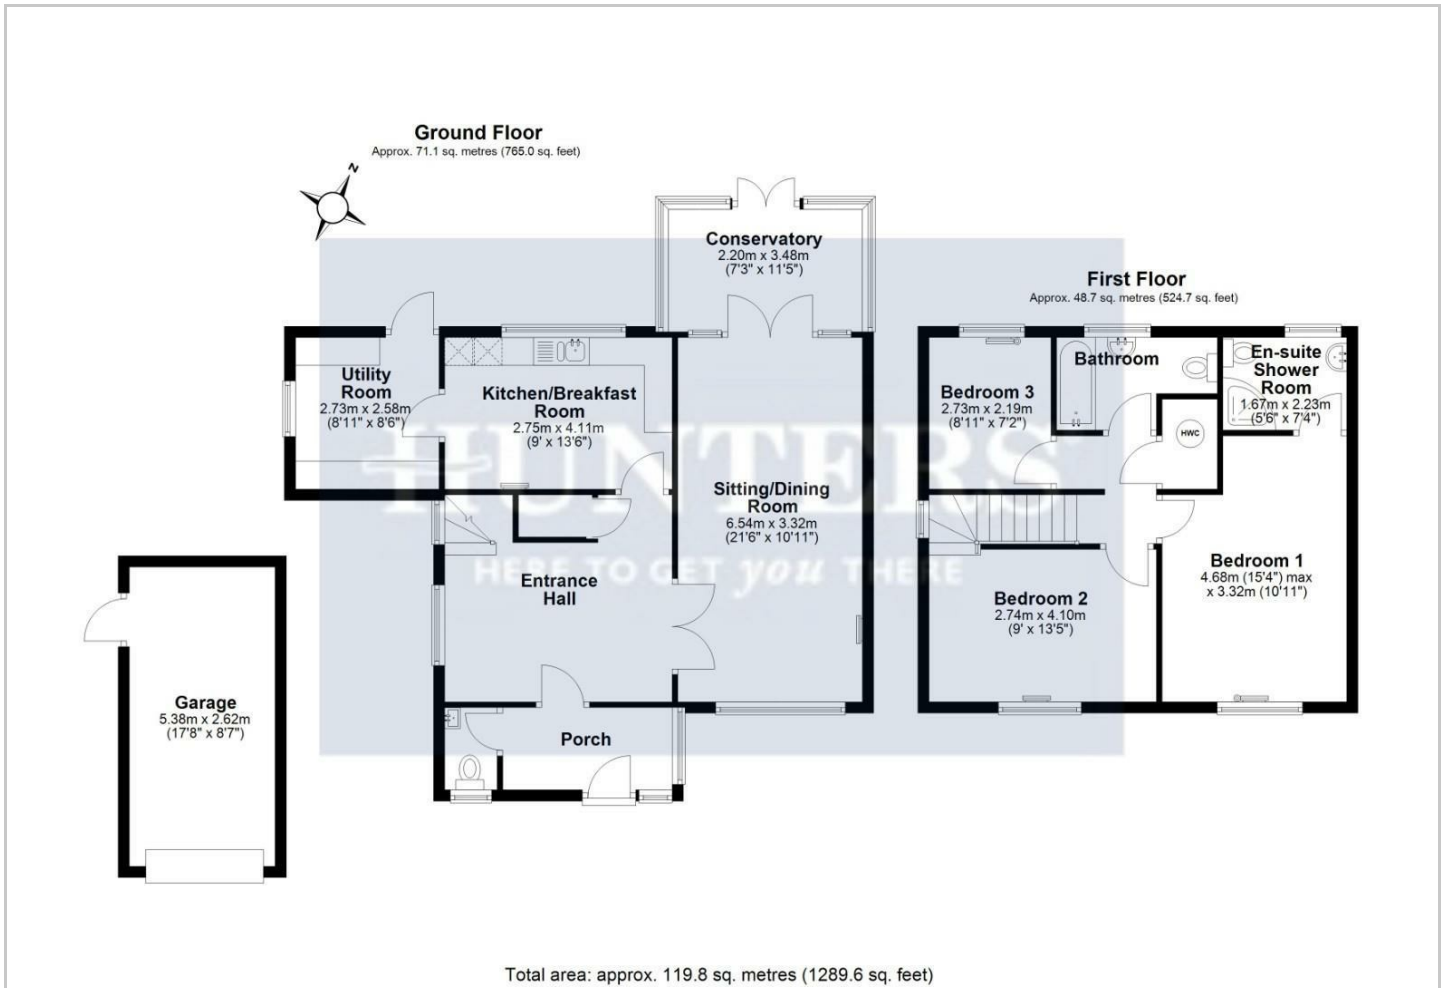 Ground Floor
Approx. 71.1 sq. metres (765.0 sq. feet)
N
Conservatory
2.20m x 3.48m
(7'3" x 11'5")
First Floor
Approx. 48.7 sq. metres (524.7 sq. feet)
Utility
Room
2.73m x 2.58m
(8'11" x 8'6")
Kitchen/Breakfast
Room
2.75m x 4.11m
(9' x 13'6")
Bedroom 3
2.73m x 2.19m
(8'11" x 7'2")
Bathroom
En-suite
Shower
Room
1.67m x 2.23m
(5'6" x 7'4")
HWC
HUNTERS
HERE TO GET you THERE
Sitting/Dining
Room
6.54m x 3.32m
(21'6" x 10'11")
Entrance
Hall
Bedroom 2
2.74m x 4.10m
(9' x 13'5")
Bedroom 1
4.68m (15'4") max
x 3.32m (10'11")
Garage
5.38m x 2.62m
(17'8" x 8'7")
Porch
Total area: approx. 119.8 sq. metres (1289.6 sq. feet)